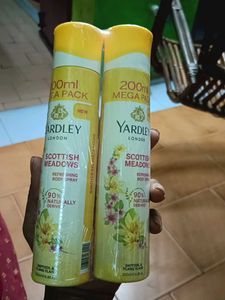 200ml
MEGA PACK
NEW
YARDLEY
LONDON
SCOTTISH
MEADOWS
REFRESHING
BODY SPRAY
90%
NATURALLY
DERIVED
200ml
MEGA PACK
YARDLEY
LONDON
SCOTTISH
MEADOWS
REFRESHING
BODY SPRAY
90%
NATURALLY
DERIVED